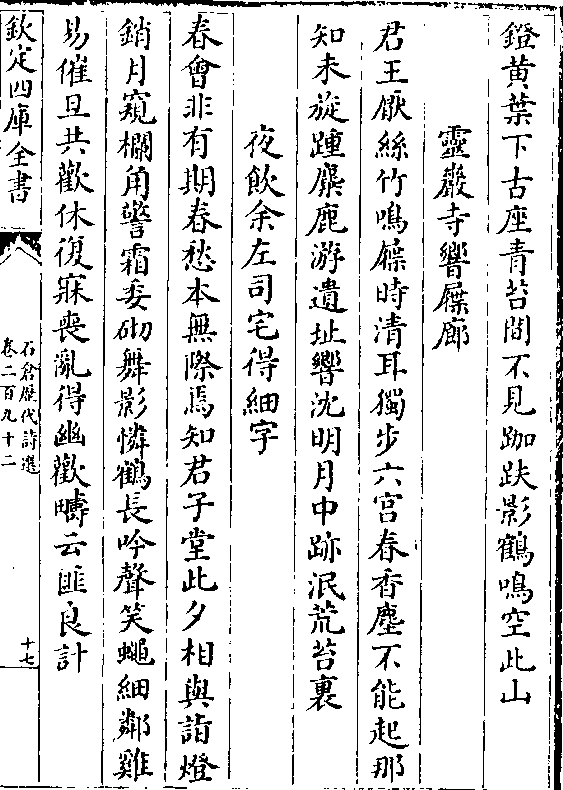 鐙黄葉下古座青苔間不見跏趺影鶴鳴空此山
靈巖寺響屧廊
君王厭絲竹鳴屧時清耳獨步六宫春香塵不能起那
知未旋踵麋鹿游遺址響沈明月中跡泯荒苔裏
夜飲余左司宅得細字
春會非有期春愁本無際焉知君子堂此夕相與詣燈
銷月窺欄角警霜委砌舞影憐鶴長吟聲笑蠅細鄰雞
易催旦共歡休復寐喪亂得幽歡疇云匪良計
欽定四庫全書
石倉歷代詩選
卷二百九十二
十七